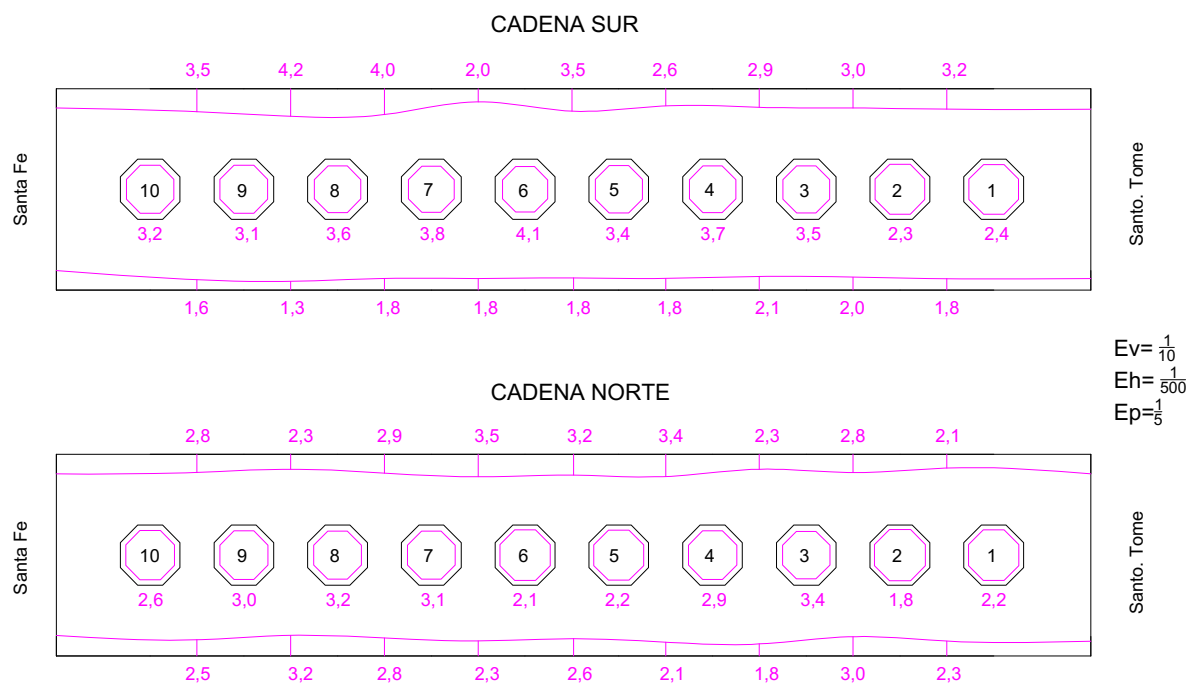 CADENA SUR
3,5 4,2 4,0 2,0 3,5 2,6 2,9 3,0 3,2
Santa Fe
10 9 8 7 6 5 4 3 2 1
3,2 3,1 3,6 3,8 4,1 3,4 3,7 3,5 2,3 2,4
Santo. Tome
1,6 1,3 1,8 1,8 1,8 1,8 2,1 2,0 1,8
Ev= 1/10
Eh= 1/500
Ep=1/5
CADENA NORTE
2,8 2,3 2,9 3,5 3,2 3,4 2,3 2,8 2,1
Santa Fe
10 9 8 7 6 5 4 3 2 1
2,6 3,0 3,2 3,1 2,1 2,2 2,9 3,4 1,8 2,2
Santo. Tome
2,5 3,2 2,8 2,3 2,6 2,1 1,8 3,0 2,3